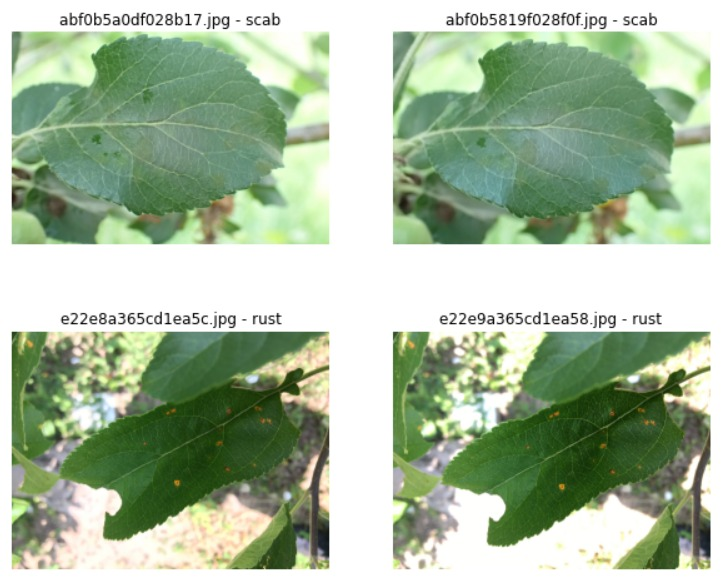 abf0b5a0df028b17.jpg - scab
abf0b5819f028f0f.jpg - scab
e22e8a365cd1ea5c.jpg - rust
e22e9a365cd1ea58.jpg - rust